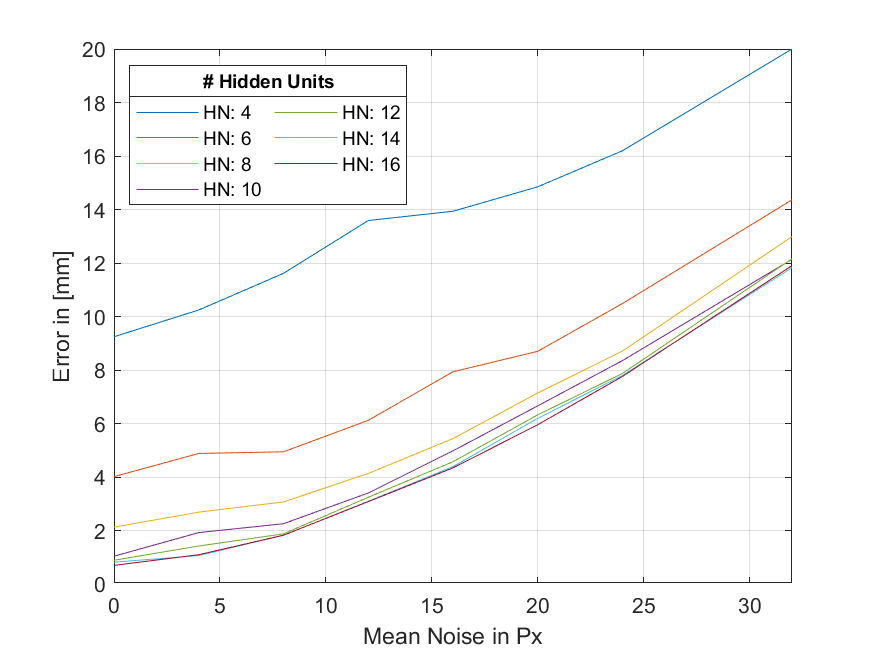 20
18
16
14
12
10
8
6
4
2
0
Error in [mm]
# Hidden Units
HN: 4 HN: 12
HN: 6 HN: 14
HN: 8 HN: 16
HN: 10
0 5 10 15 20 25 30
Mean Noise in Px